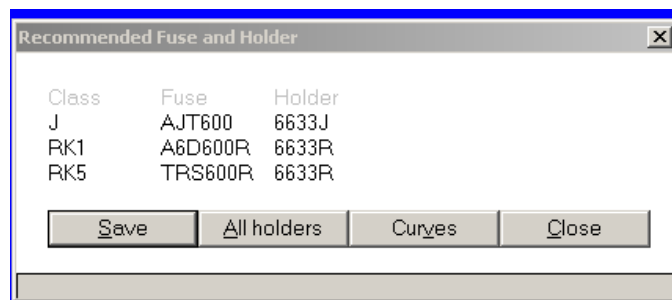 Recommended Fuse and Holder
Class Fuse Holder
J AJT600 6633J
RK1 A6D600R 6633R
RK5 TRS600R 6633R
Save All holders Curves Close